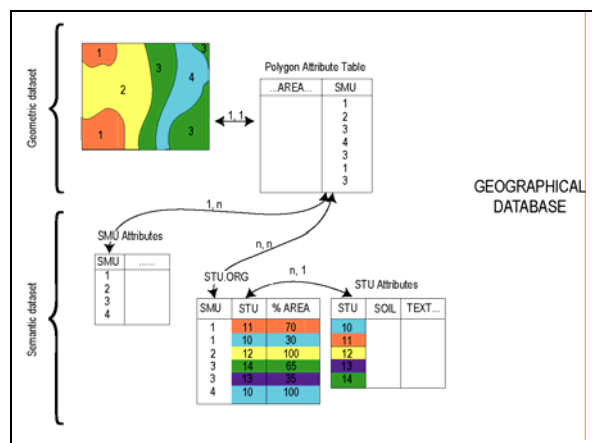 Geometric dataset
1
2
3
3
4
1
3
1, 1
Polygon Attribute Table
...AREA... SMU
1
2
3
4
3
1
3
GEOGRAPHICAL
DATABASE
Semantic dataset
1, n
n, n
SMU Attributes
SMU ......
1
2
3
4
STU.ORG
n, 1
STU Attributes
SMU STU % AREA
1 11 70
1 10 30
2 12 100
3 14 65
3 13 35
4 10 100
STU SOIL TEXT...
10
11
12
13
14